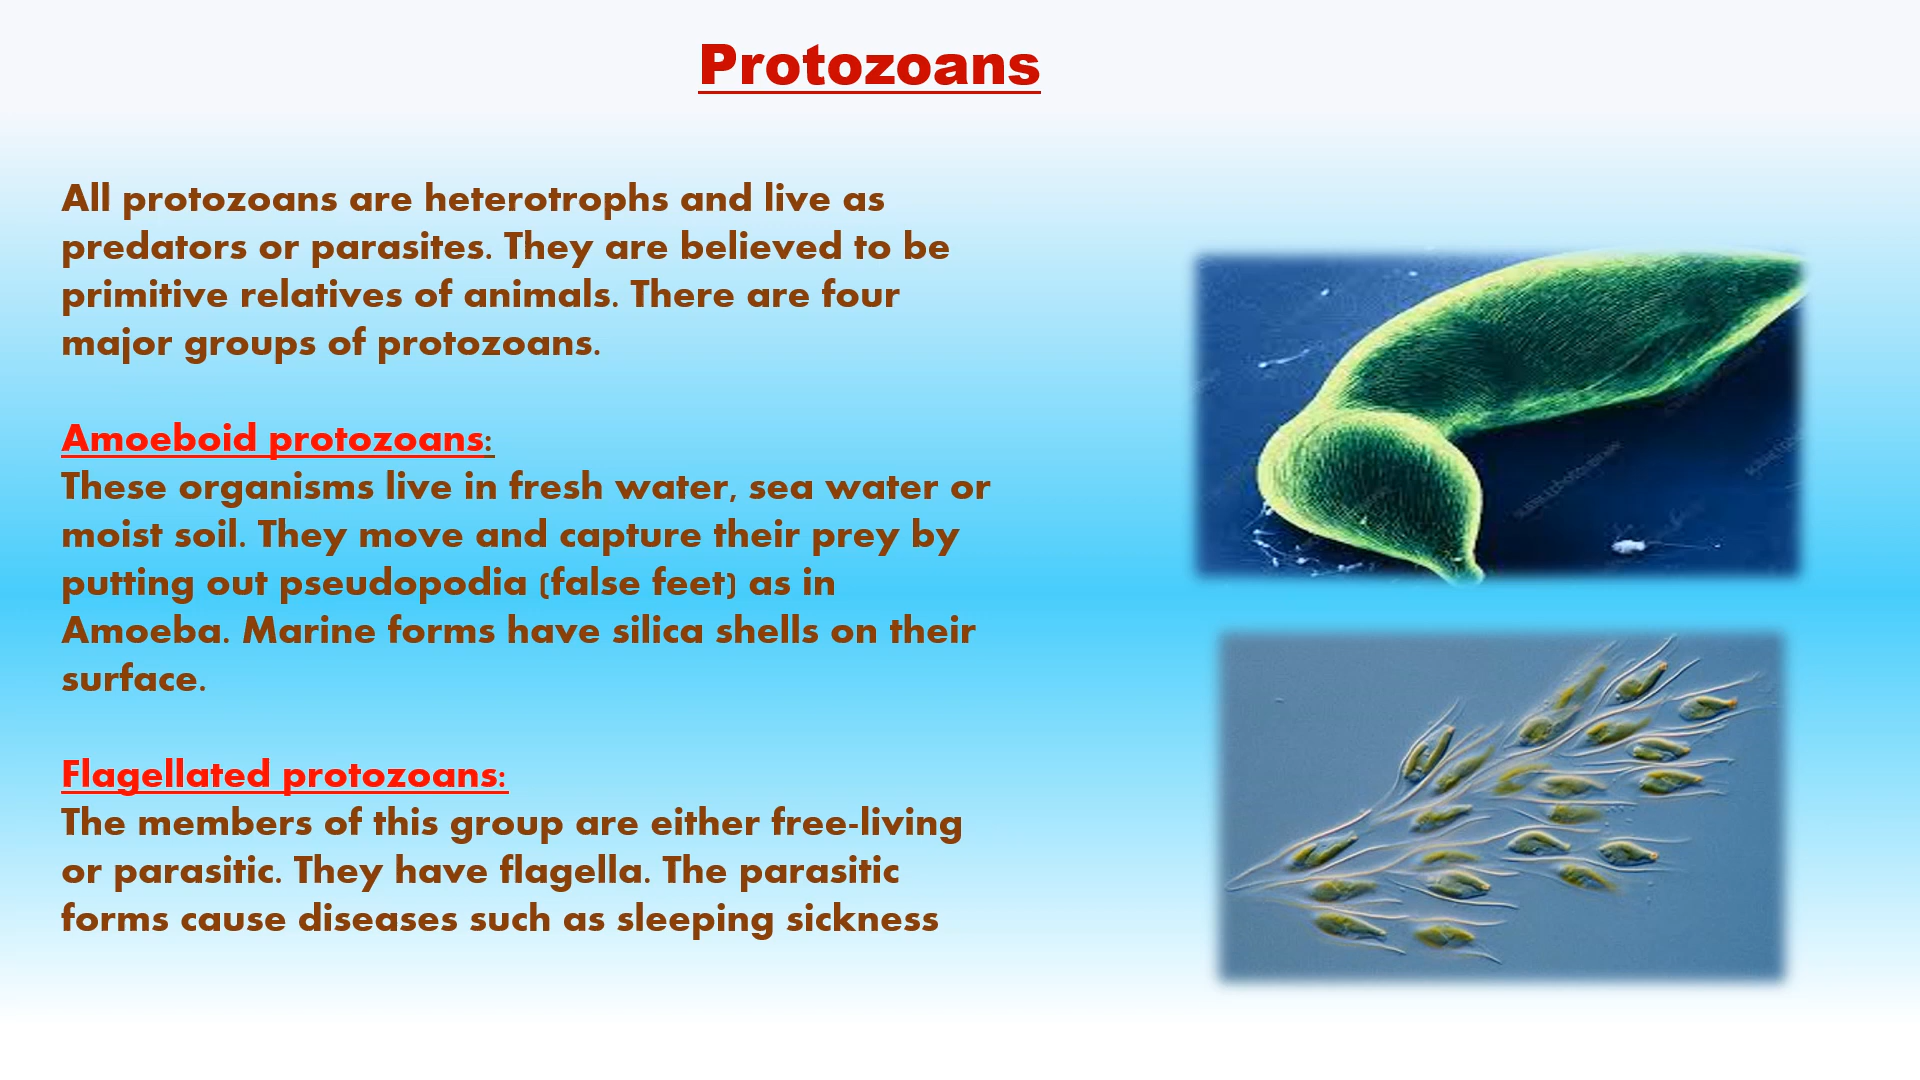 Protozoans
All protozoans are heterotrophs and live as
predators or parasites. They are believed to be
primitive relatives of animals. There are four
major groups of protozoans.
Amoeboid protozoans:
These organisms live in fresh water, sea water or
moist soil. They move and capture their prey by
putting out pseudopodia (false feet) as in
Amoeba. Marine forms have silica shells on their
surface.
Flagellated protozoans:
The members of this group are either free-living
or parasitic. They have flagella. The parasitic
forms cause diseases such as sleeping sickness